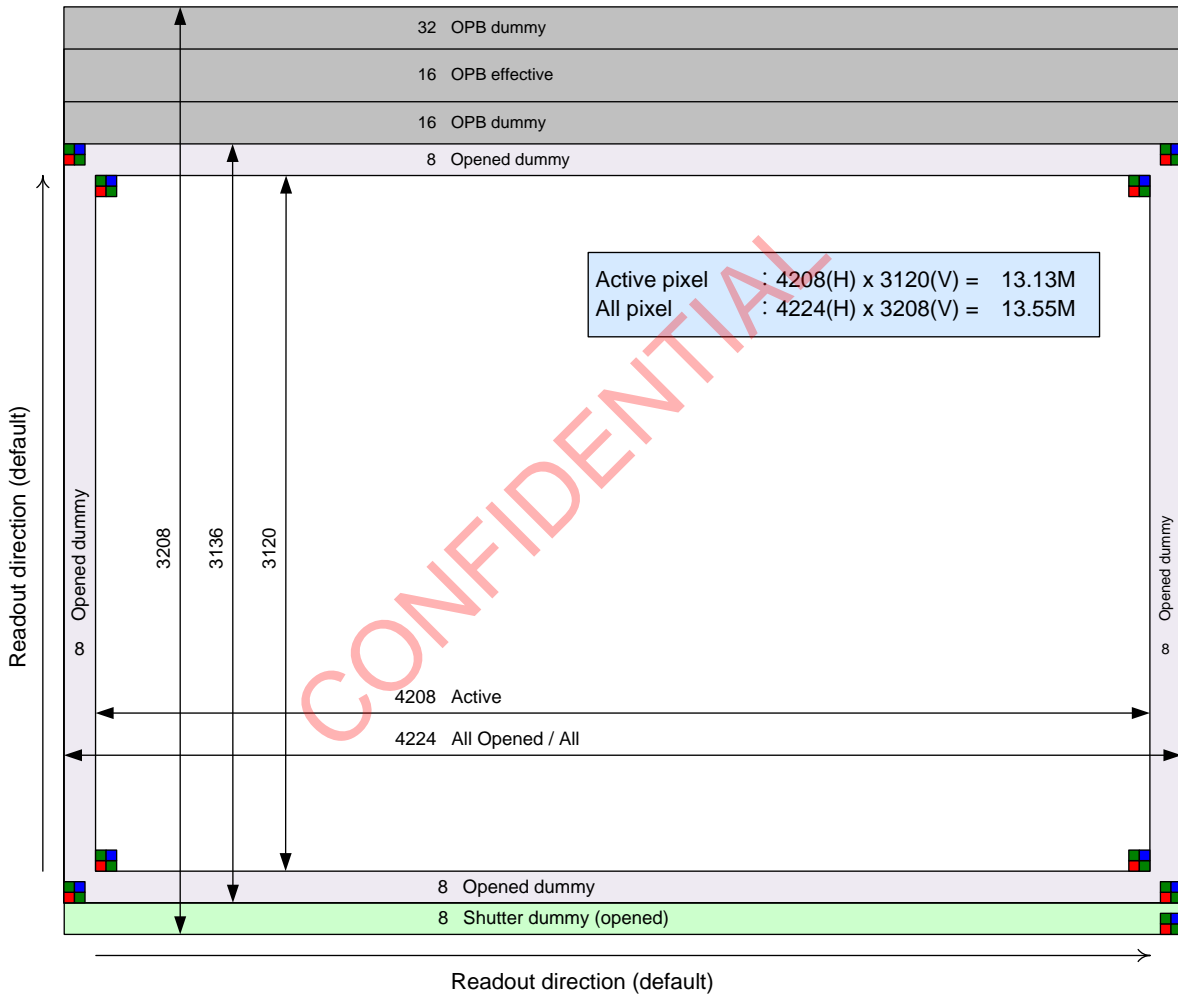 32 OPB dummy
16 OPB effective
16 OPB dummy
8 Opened dummy
Active pixel : 4208(H) x 3120(V) = 13.13M
All pixel : 4224(H) x 3208(V) = 13.55M
CONFIDENTIAL
Readout direction (default)
8 Opened dummy
3208
3136
3120
8 Opened dummy
4208 Active
4224 All Opened / All
8 Opened dummy
8 Shutter dummy (opened)
Readout direction (default)